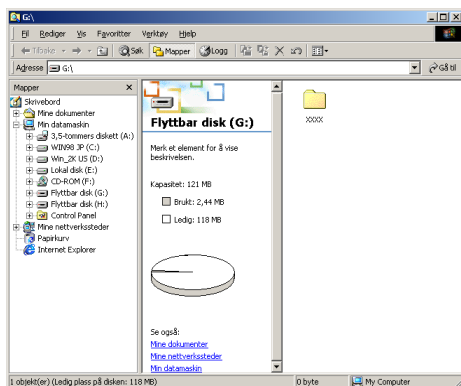 G:\
Fil Rediger Vis Favoritter Verktøy Hjelp
Tilbake Søk Mapper Logg
Adresse G:\ Gå til
Mapper
Skrivebord
Mine dokumenter
Min datamaskin
3,5-tommers diskett (A:)
WIN98 JP (C:)
Win_2K US (D:)
Lokal disk (E:)
CD-ROM (F:)
Flyttbar disk (G:)
Flyttbar disk (H:)
Control Panel
Mine nettverkssteder
Papirkurv
Internet Explorer
Flyttbar disk (G:)
Merk et element for å vise
beskrivelsen.
Kapasitet: 121 MB
Brukt: 2,44 MB
Ledig: 118 MB
Se også:
Mine dokumenter
Mine nettverkssteder
Min datamaskin
xxxx
1 objekt(er) (Ledig plass på disken: 118 MB) 0 byte My Computer